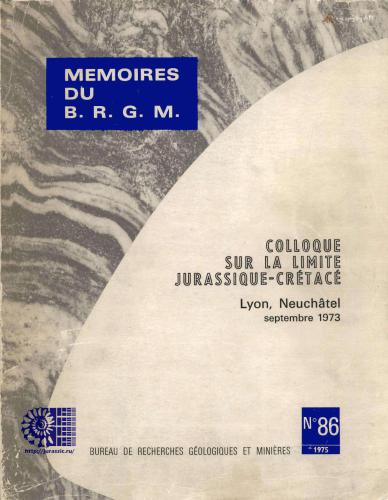 MEMOIRES
DU
B. R. G. M.
COLLOQUE
SUR LA LIMITE
JURASSIQUE-CRÉTACÉ
Lyon, Neuchâtel
septembre 1973
N° 86
1975
http://jurassic.ru/
BUREAU DE RECHERCHES GÉOLOGIQUES ET MINIÈRES